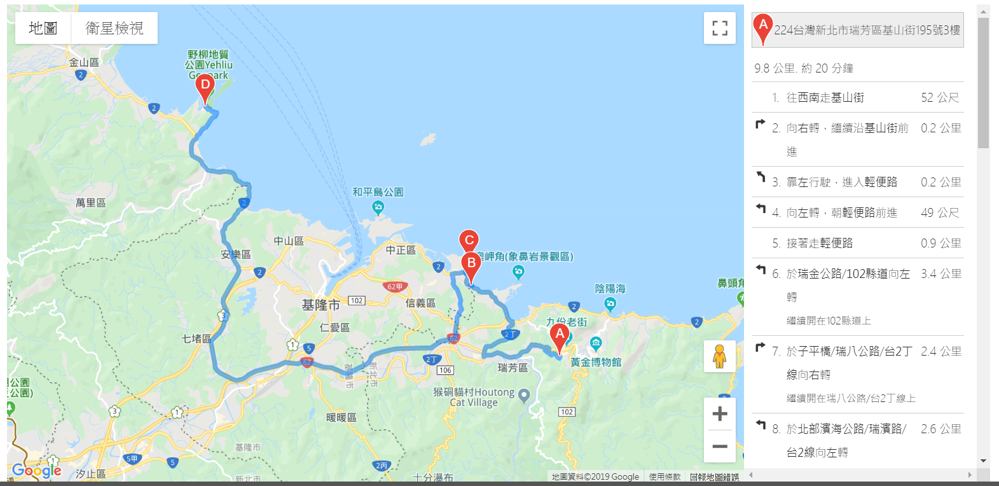 地圖
衛星檢視
野柳地質
公園Yehliu
金山區
2
D
2
萬里區
2
和平島公園
中山區
中正區
安樂區
2
2
C
B
岬角(象鼻岩景觀區)
62甲
102
信義區
基隆市
3
仁愛區
七堵區
1
5
62
62
2丁
2
陰陽海
鼻頭角
九份老街
A
2
2丁
106
瑞芳區
黃金博物館
基隆市
新北市
猴硐貓村Houtong
Cat Village
102
公園
公園)
3
1
暖暖區
基隆市
5甲
5
2丙
1
汐止區
新北市
十分瀑布
Google
地圖資料©2019 Google
使用條款
回報地圖錯誤
A
224台灣新北市瑞芳區基山街195號3樓
9.8 公里. 約 20 分鐘
1. 往西南走基山街 52 公尺
2. 向右轉，繼續沿基山街前 0.2 公里
進
3. 靠左行駛，進入輕便路 0.2 公里
4. 向左轉，朝輕便路前進 49 公尺
5. 接著走輕便路 0.9 公里
6. 於瑞金公路/102縣道向左 3.4 公里
轉
繼續開在102縣道上
7. 於子平橋/瑞八公路/台2丁 2.4 公里
線向右轉
繼續開在瑞八公路/台2丁線上
8. 於北部濱海公路/瑞濱路/ 2.6 公里
台2線向左轉